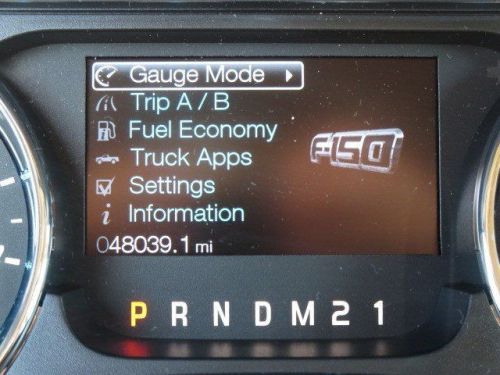 Gauge Mode
Trip A / B
Fuel Economy
F-150
Truck Apps
Settings
Information
048039.1 mi
P R N D M 2 1